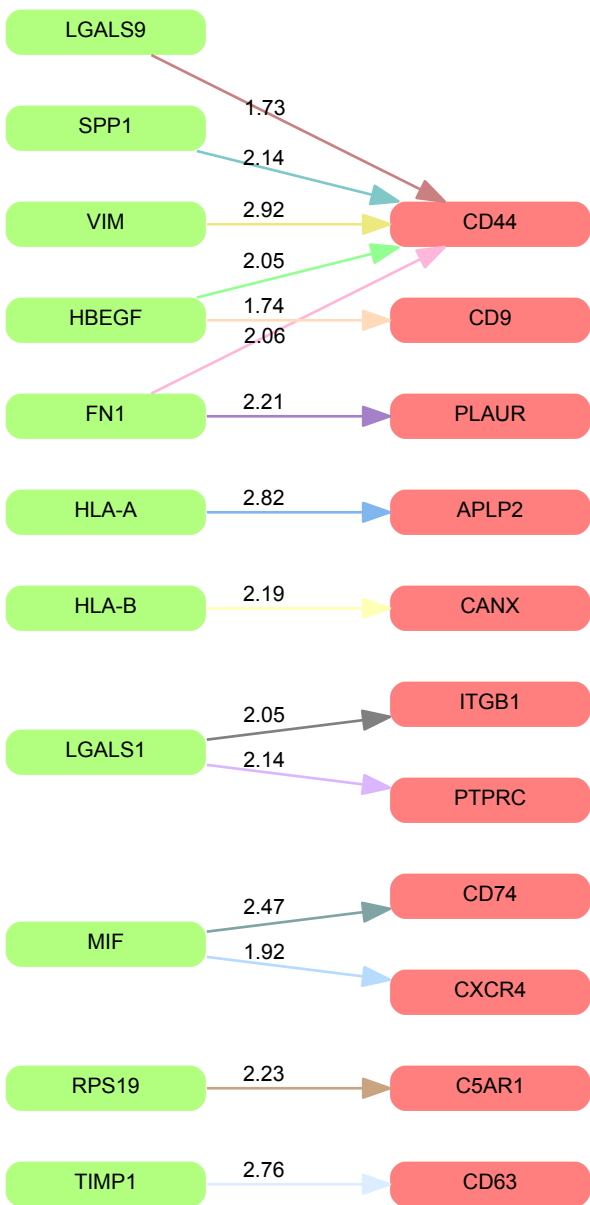 LGALS9
1.73
SPP1
2.14
VIM
2.92
CD44
2.05
HBEGF
1.74
CD9
2.06
FN1
2.21
PLAUR
HLA-A
2.82
APLP2
HLA-B
2.19
CANX
ITGB1
2.05
LGALS1
2.14
PTPRC
CD74
2.47
MIF
1.92
CXCR4
RPS19
2.23
C5AR1
TIMP1
2.76
CD63